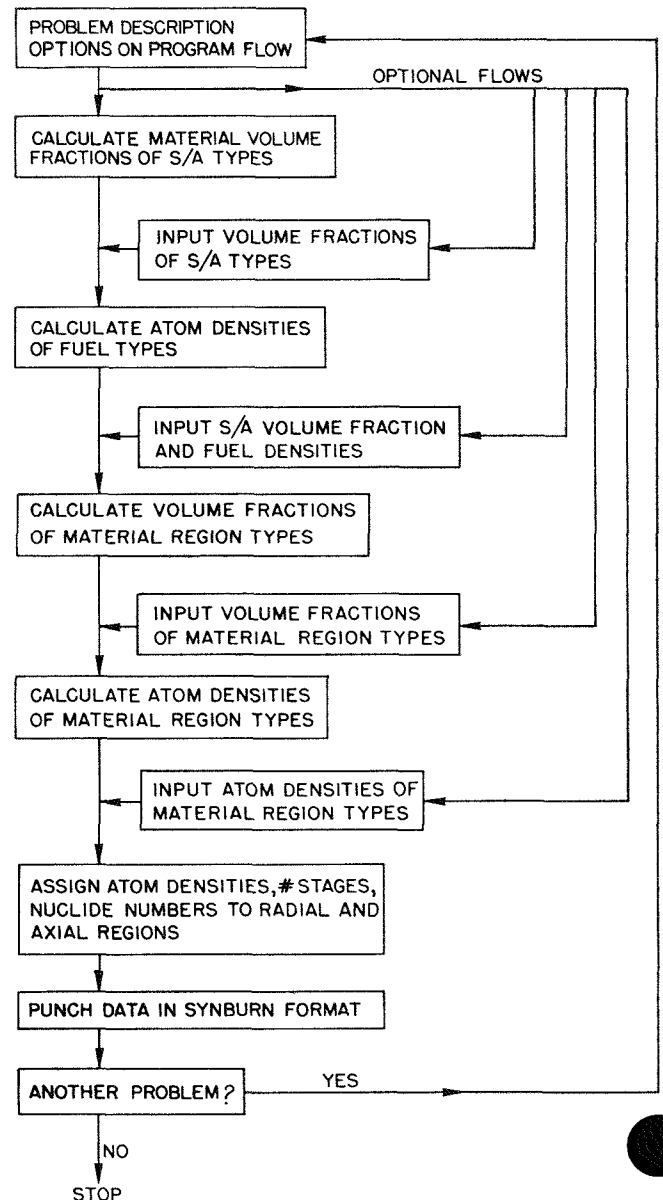 PROBLEM DESCRIPTION
OPTIONS ON PROGRAM FLOW
OPTIONAL FLOWS
CALCULATE MATERIAL VOLUME
FRACTIONS OF S/A TYPES
INPUT VOLUME FRACTIONS
OF S/A TYPES
CALCULATE ATOM DENSITIES
OF FUEL TYPES
INPUT S/A VOLUME FRACTION
AND FUEL DENSITIES
CALCULATE VOLUME FRACTIONS
OF MATERIAL REGION TYPES
INPUT VOLUME FRACTIONS
OF MATERIAL REGION TYPES
CALCULATE ATOM DENSITIES
OF MATERIAL REGION TYPES
INPUT ATOM DENSITIES OF
MATERIAL REGION TYPES
ASSIGN ATOM DENSITIES, # STAGES,
NUCLIDE NUMBERS TO RADIAL AND
AXIAL REGIONS
PUNCH DATA IN SYNBURN FORMAT
ANOTHER PROBLEM?
YES
NO
STOP